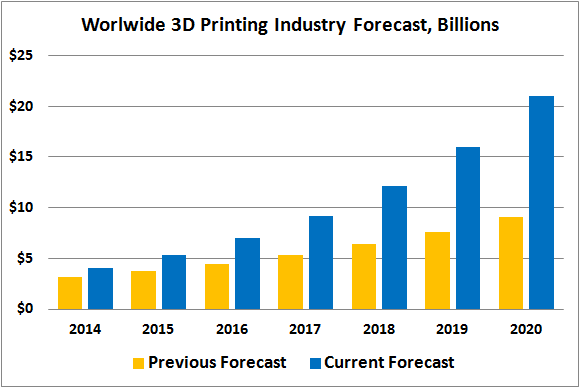 Worlwide 3D Printing Industry Forecast, Billions
$25
$20
$15
$10
$5
$0
2014 2015 2016 2017 2018 2019 2020
Previous Forecast Current Forecast